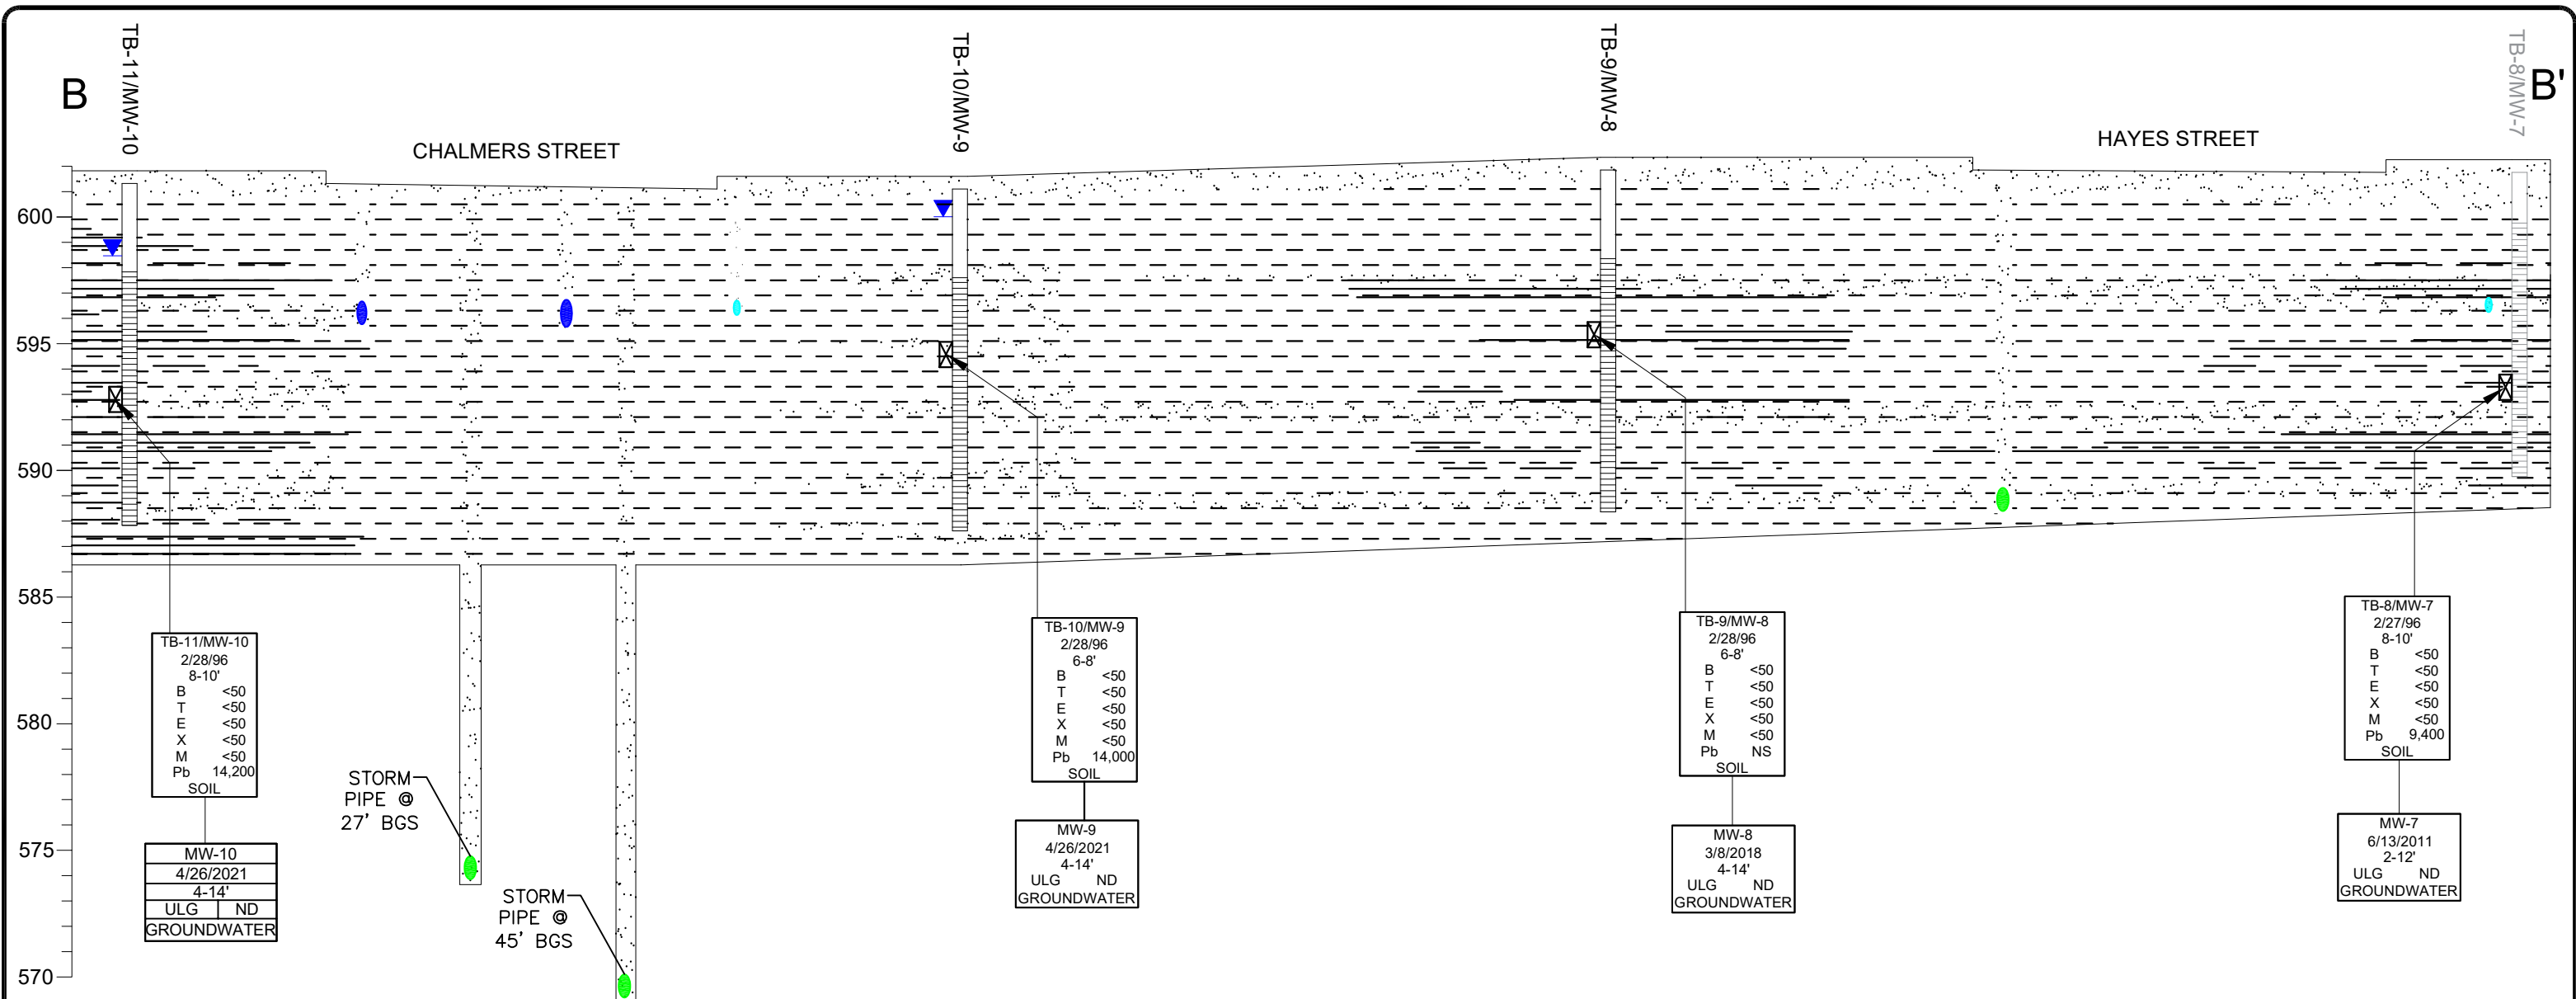 TB-11/MW-10
TB-10/MW-9
TB-9/MW-8
TB-8/MW-7
B
B'
CHALMERS STREET
HAYES STREET
600
595
590
585
580
575
570
TB-11/MW-10
2/28/96
8-10'
B <50
T <50
E <50
X <50
M <50
Pb 14,200
SOIL
MW-10
4/26/2021
4-14'
ULG ND
GROUNDWATER
STORM
PIPE @
27' BGS
STORM
PIPE @
45' BGS
TB-10/MW-9
2/28/96
6-8'
B <50
T <50
E <50
X <50
M <50
Pb 14,000
SOIL
MW-9
4/26/2021
4-14'
ULG ND
GROUNDWATER
TB-9/MW-8
2/28/96
6-8'
B <50
T <50
E <50
X <50
M <50
Pb NS
SOIL
MW-8
3/8/2018
4-14'
ULG ND
GROUNDWATER
TB-8/MW-7
2/27/96
8-10'
B <50
T <50
E <50
X <50
M <50
Pb 9,400
SOIL
MW-7
6/13/2011
2-12'
ULG ND
GROUNDWATER